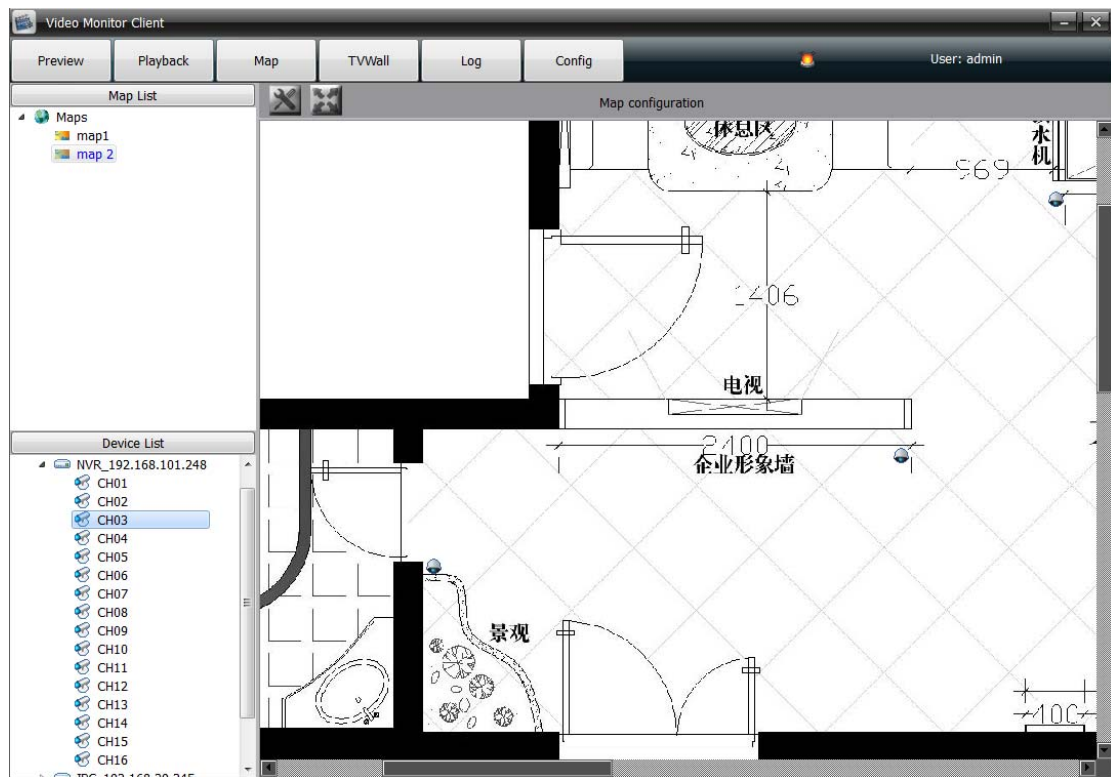 Video Monitor Client
Preview
Playback
Map
TVWall
Log
Config
User: admin
Map List
Map configuration
Maps
map1
map 2
休息区
水机
969
1406
电视
2400
企业形象墙
景观
100
Device List
NVR_192.168.101.248
CH01
CH02
CH03
CH04
CH05
CH06
CH07
CH08
CH09
CH10
CH11
CH12
CH13
CH14
CH15
CH16